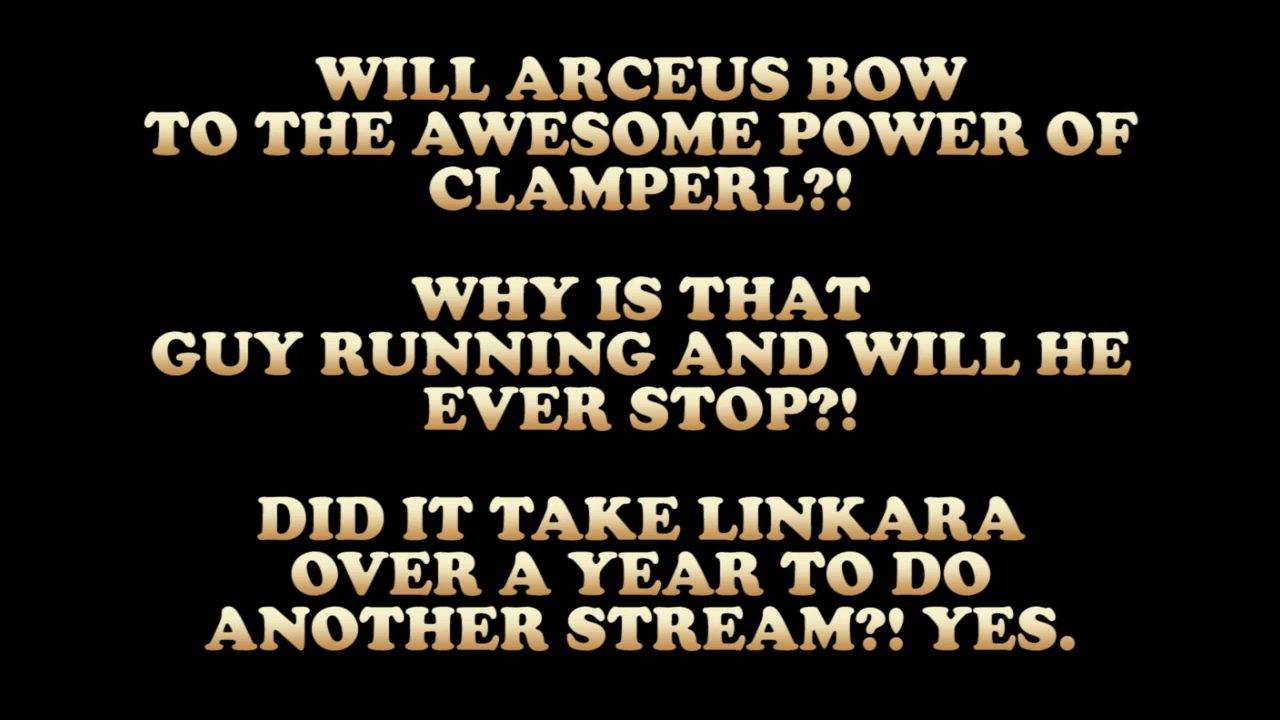 WILL ARCEUS BOW
TO THE AWESOME POWER OF
CLAMPERL?!
WHY IS THAT
GUY RUNNING AND WILL HE
EVER STOP?!
DID IT TAKE LINKARA
OVER A YEAR TO DO
ANOTHER STREAM?! YES.